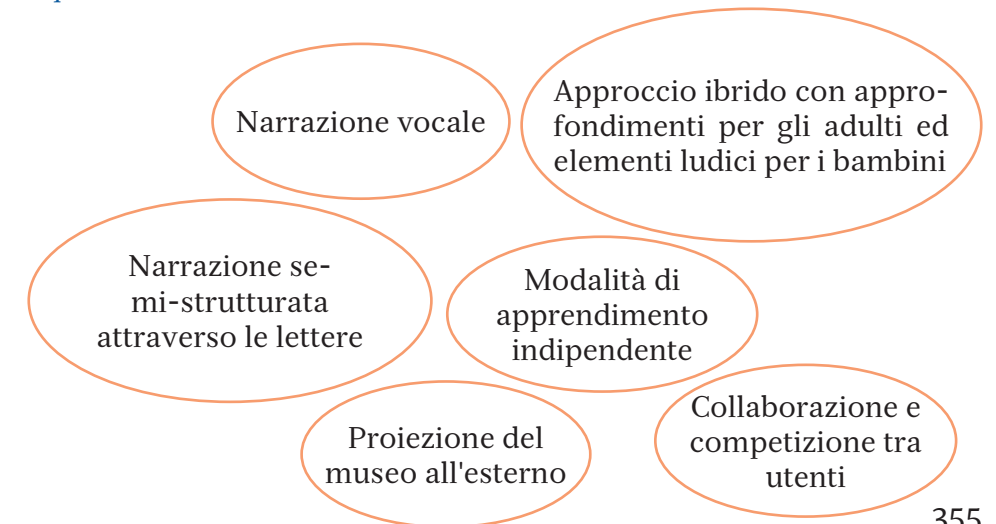 Narrazione vocale
Approccio ibrido con appro-
fondimenti per gli adulti ed
elementi ludici per i bambini
Narrazione se-
mi-strutturata
attraverso le lettere
Modalità di
apprendimento
indipendente
Proiezione del
museo all'esterno
Collaborazione e
competizione tra
utenti
355